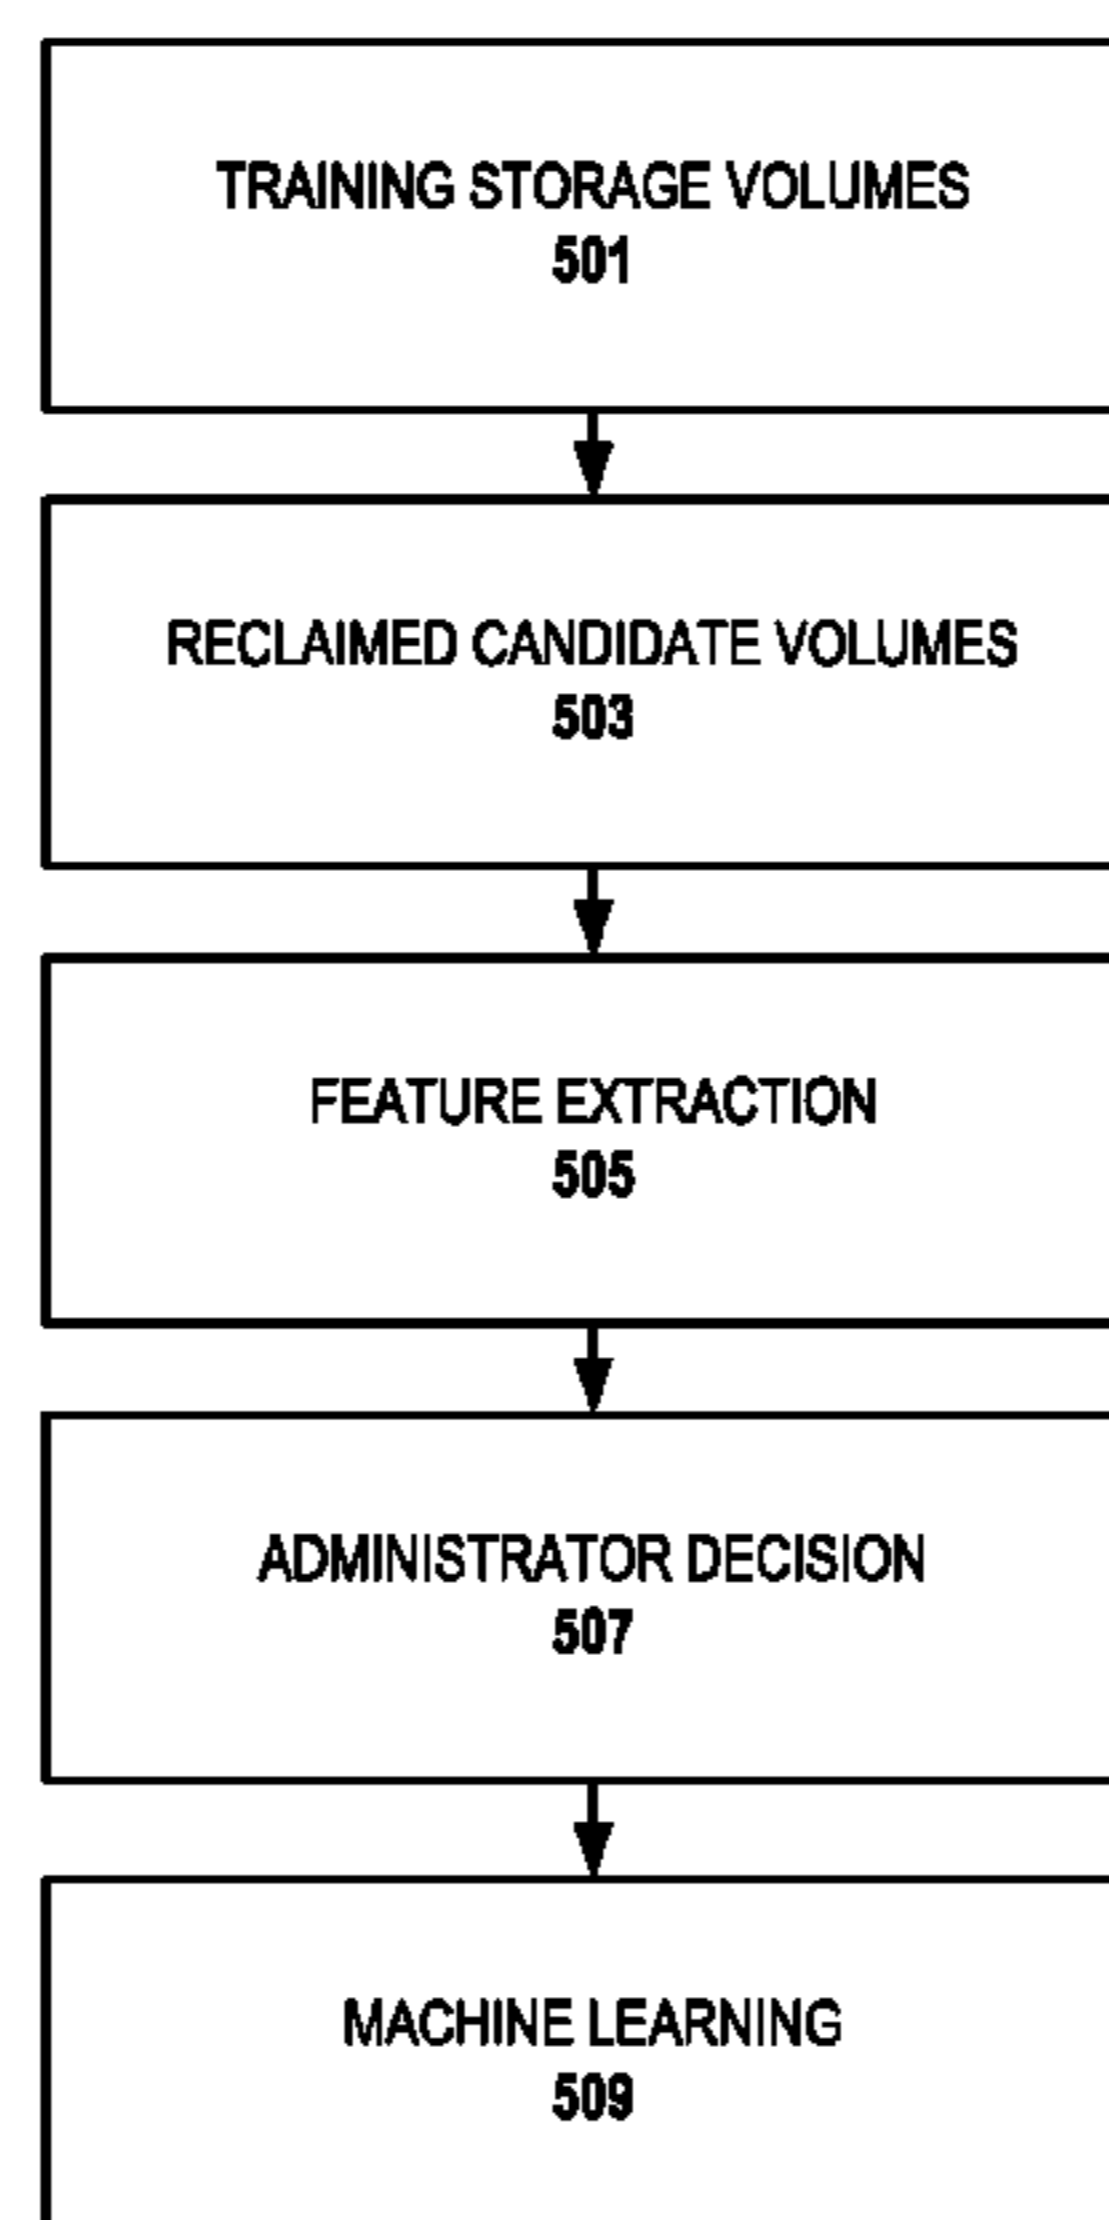 TRAINING STORAGE VOLUMES
501
RECLAIMED CANDIDATE VOLUMES
503
FEATURE EXTRACTION
505
ADMINISTRATOR DECISION
507
MACHINE LEARNING
509